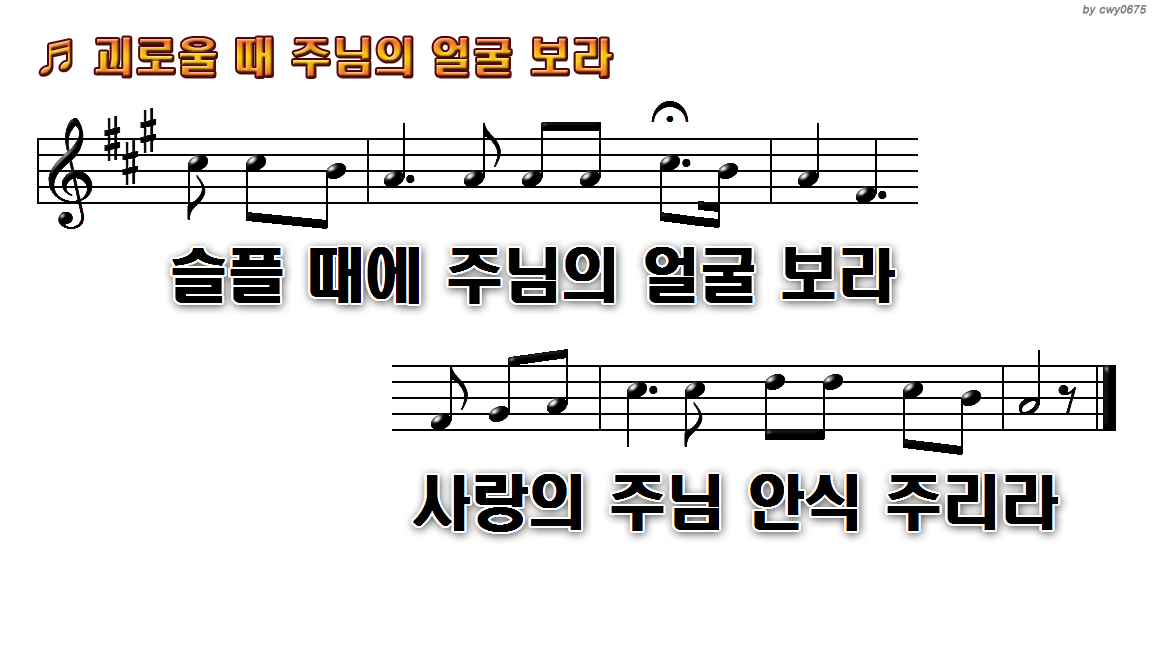 by cwy0675
괴로울 때 주님의 얼굴 보라
슬플 때에 주님의 얼굴 보라
사랑의 주님 안식 주리라